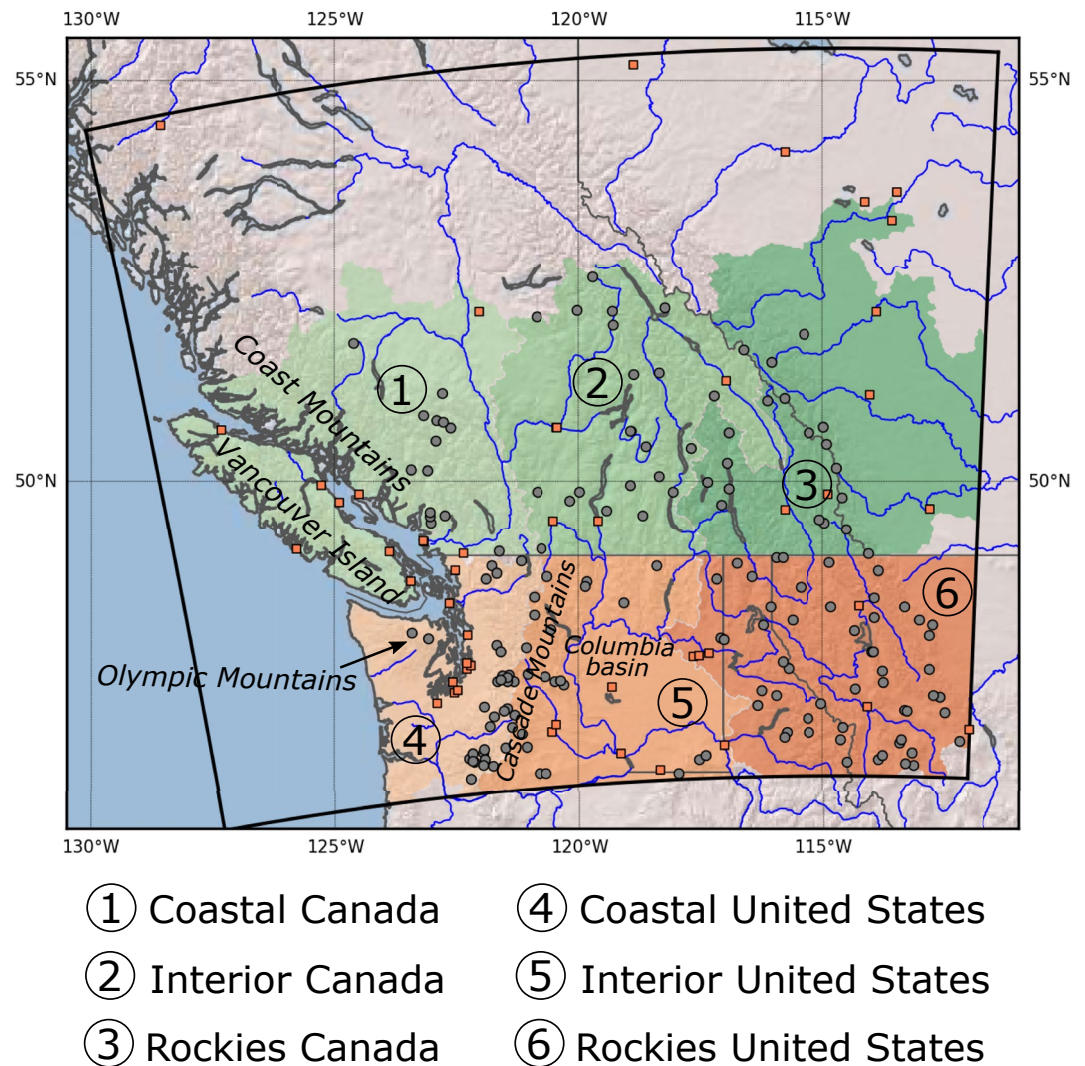 130°W 125°W 120°W 115°W
55°N 55°N
Coast Mountains
1
2
Vancouver Island
50°N 3 50°N
6
Cascade Mountains
Columbia
basin
Olympic Mountains
5
4
130°W 125°W 120°W 115°W
1 Coastal Canada 4 Coastal United States
2 Interior Canada 5 Interior United States
3 Rockies Canada 6 Rockies United States